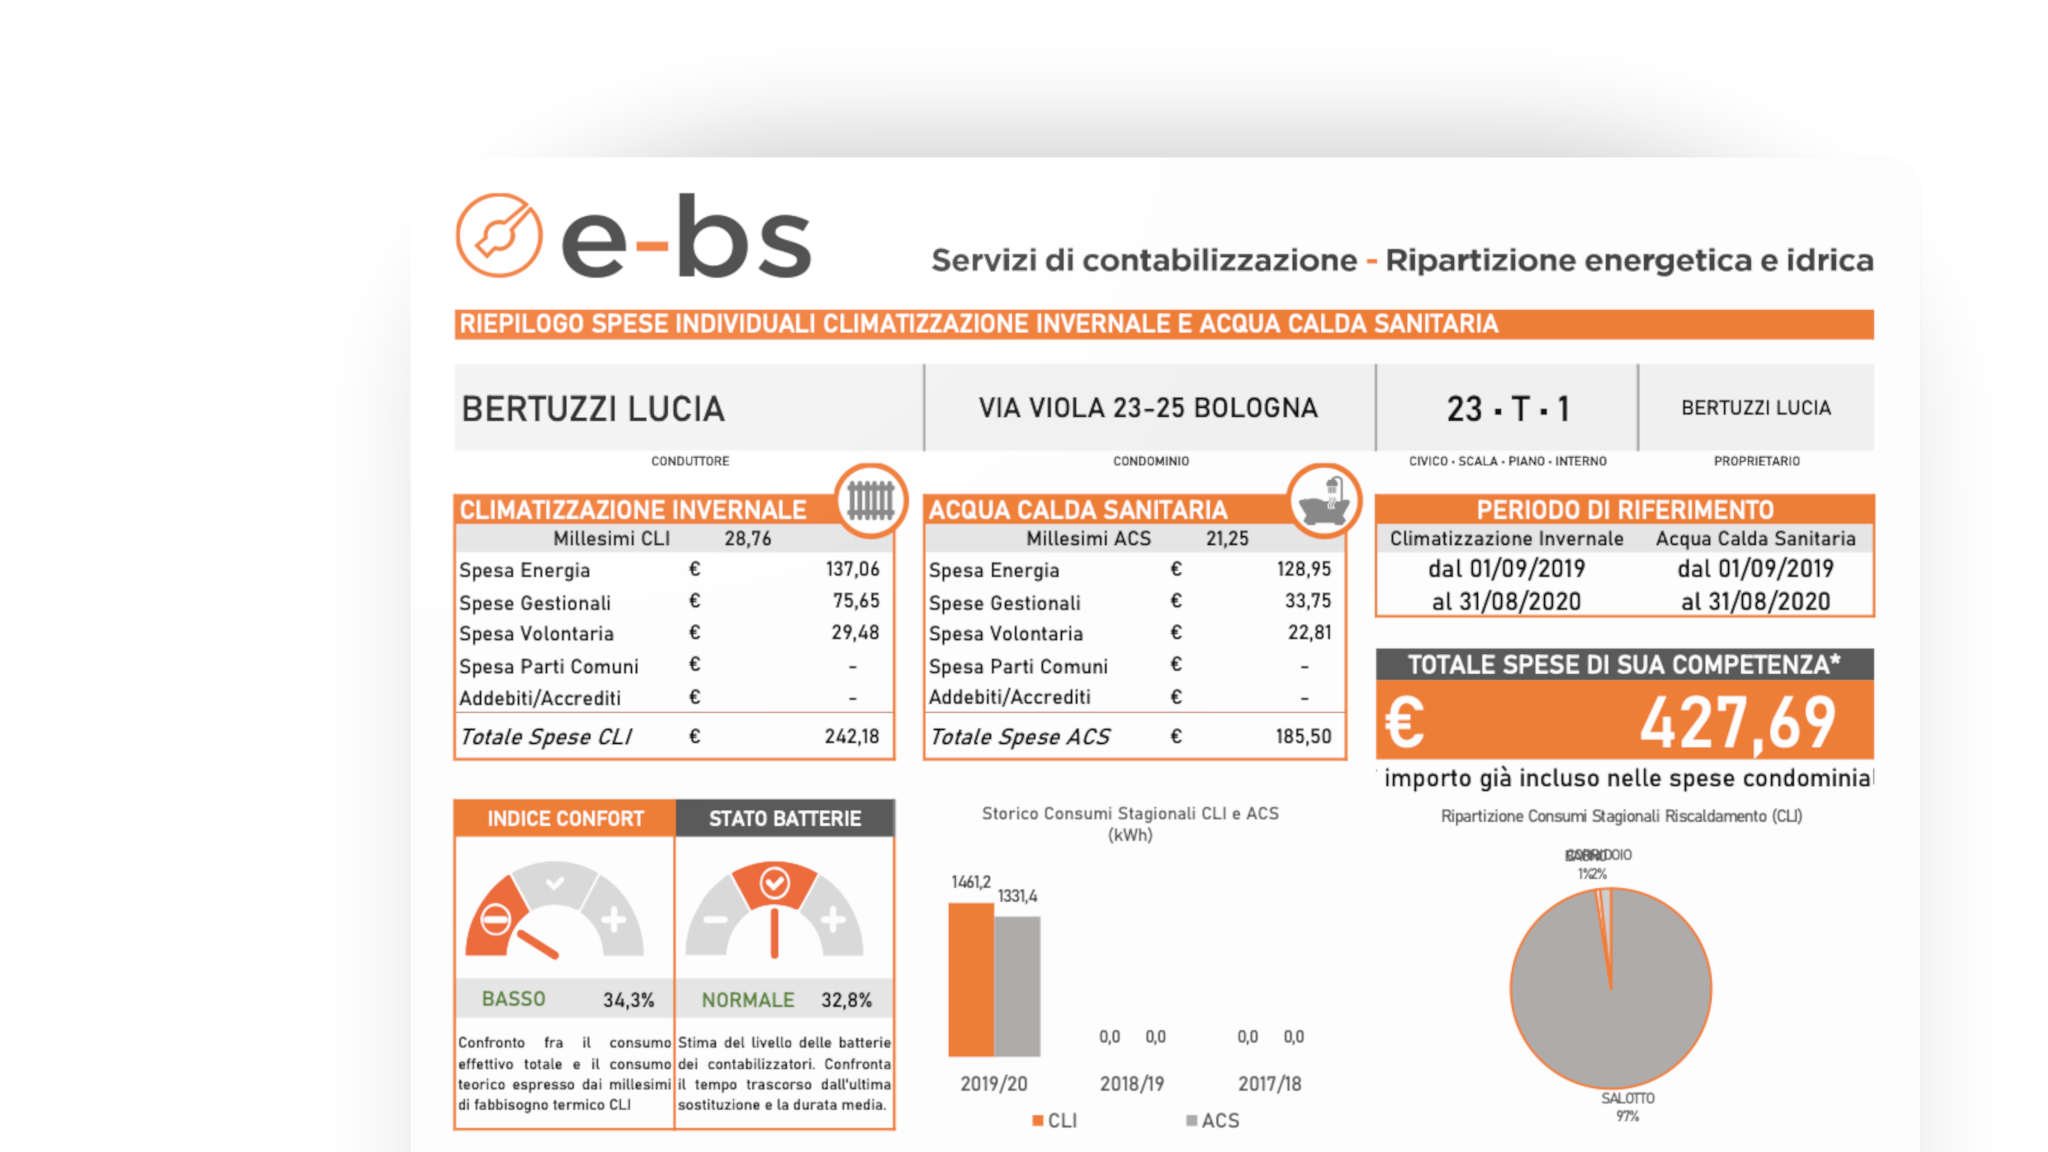 e-bs
Servizi di contabilizzazione - Ripartizione energetica e idrica
RIEPILOGO SPESE INDIVIDUALI CLIMATIZZAZIONE INVERNALE E ACQUA CALDA SANITARIA
BERTUZZI LUCIA
VIA VIOLA 23-25 BOLOGNA
23 · T · 1
BERTUZZI LUCIA
CONDUTTORE
CONDOMINIO
CIVICO · SCALA · PIANO · INTERNO
PROPRIETARIO
CLIMATIZZAZIONE INVERNALE
Millesimi CLI 28,76
Spesa Energia € 137,06
Spese Gestionali € 75,65
Spesa Volontaria € 29,48
Spesa Parti Comuni € -
Addebiti/Accrediti € -
Totale Spese CLI € 242,18
ACQUA CALDA SANITARIA
Millesimi ACS 21,25
Spesa Energia € 128,95
Spese Gestionali € 33,75
Spesa Volontaria € 22,81
Spesa Parti Comuni € -
Addebiti/Accrediti € -
Totale Spese ACS € 185,50
PERIODO DI RIFERIMENTO
Climatizzazione Invernale Acqua Calda Sanitaria
dal 01/09/2019 dal 01/09/2019
al 31/08/2020 al 31/08/2020
TOTALE SPESE DI SUA COMPETENZA*
€ 427,69
importo già incluso nelle spese
INDICE CONFORT
BASSO 34,3%
Confronto fra il consumo
effettivo totale e il consumo
teorico espresso dai millesimi
di fabbisogno termico CLI
STATO BATTERIE
NORMALE 32,8%
Stima del livello delle batterie
dei contabilizzatori. Confronta
il tempo trascorso dall'ultima
sostituzione e la durata media.
Storico Consumi Stagionali CLI e ACS
(kWh)
1461,2
1331,4
0,0 0,0 0,0 0,0
2019/20 2018/19 2017/18
CLI ACS
Ripartizione Consumi Stagionali Riscaldamento (CLI)
CORRIDOIO
1% 2%
SALOTTO
97%